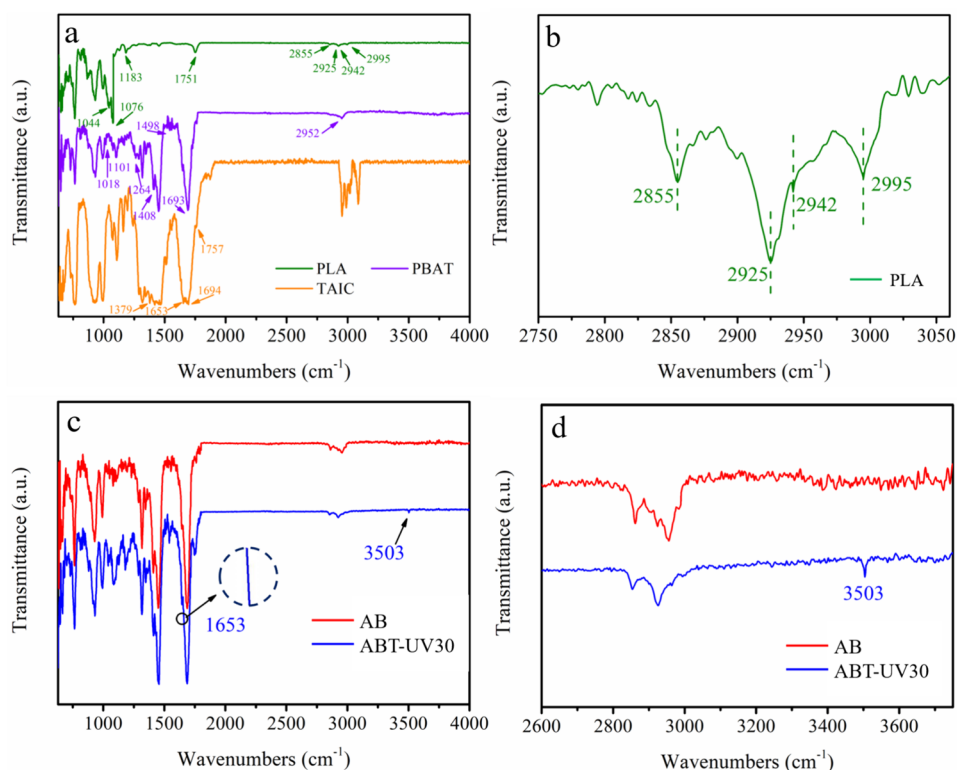 a
2855
2995
2925
2942
1183
1751
1044
1076
1498
2952
1101
1018
1264
1408
1693
1757
1379
1653
1694
PLA
PBAT
TAIC
1000 1500 2000 2500 3000 3500 4000
Wavenumbers (cm⁻¹)
Transmittance (a.u.)
b
2855
2942
2995
2925
PLA
2750 2800 2850 2900 2950 3000 3050
Wavenumbers (cm⁻¹)
Transmittance (a.u.)
c
3503
1653
AB
ABT-UV30
1000 1500 2000 2500 3000 3500 4000
Wavenumbers (cm⁻¹)
Transmittance (a.u.)
d
3503
AB
ABT-UV30
2600 2800 3000 3200 3400 3600
Wavenumbers (cm⁻¹)
Transmittance (a.u.)